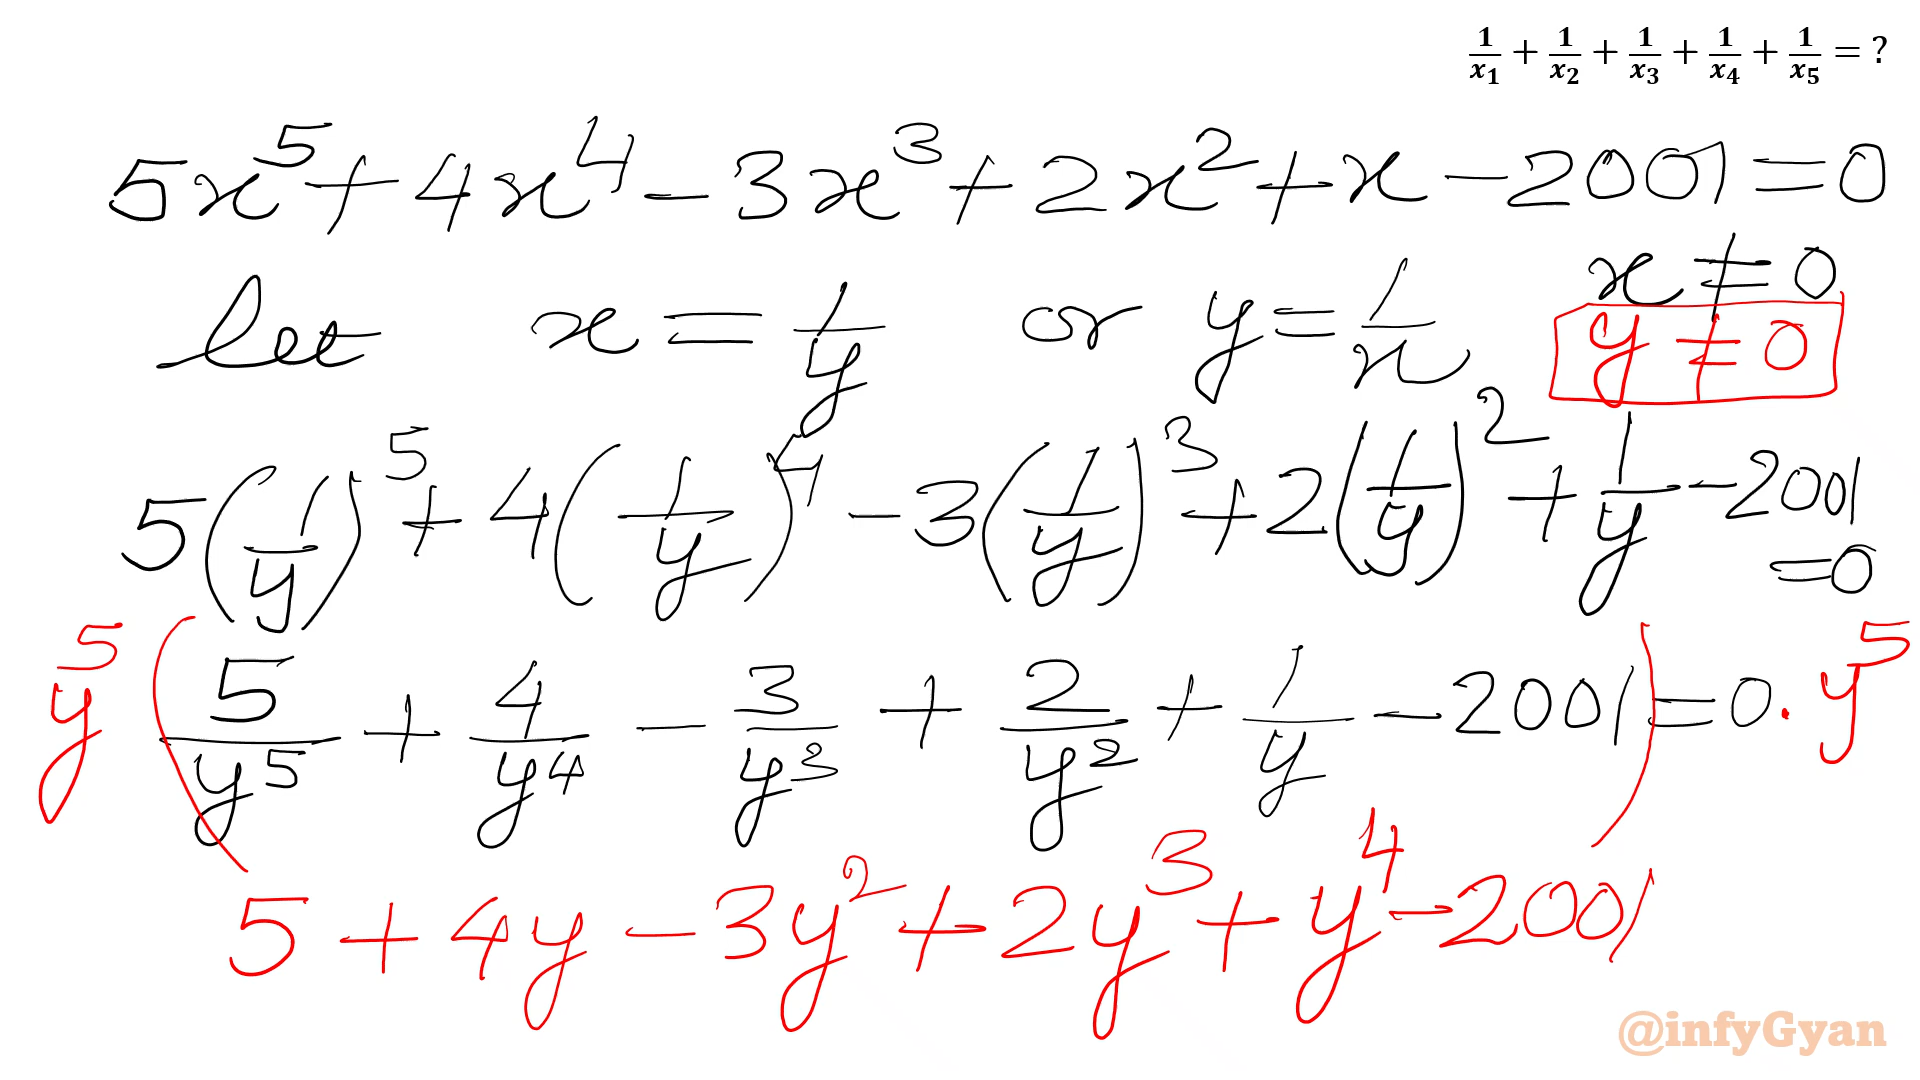 1/x₁ + 1/x₂ + 1/x₃ + 1/x₄ + 1/x₅ = ?
5x⁵ + 4x⁴ − 3x³ + 2x² + x − 2001 = 0
x ≠ 0
let x = 1/y or y = 1/x
y ≠ 0
5(1/y)⁵ + 4(1/y)⁴ − 3(1/y)³ + 2(1/y)² + 1/y − 2001
= 0
y⁵(5/y⁵ + 4/y⁴ − 3/y³ + 2/y² + 1/y − 2001) = 0 · y⁵
5 + 4y − 3y² + 2y³ + y⁴ − 2001
@infyGyan